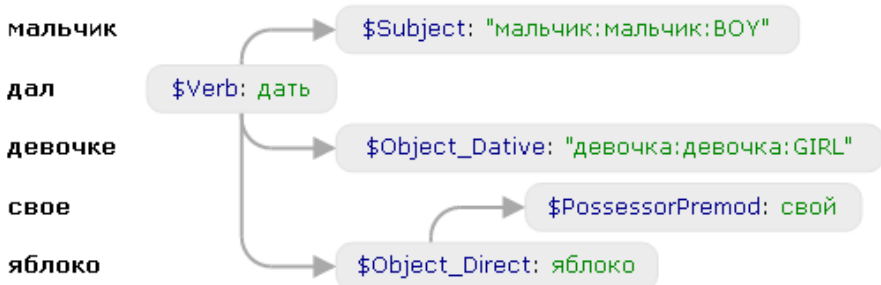 мальчик $Subject: "мальчик:мальчик:BOY"
дал $Verb: дать
девочке $Object_Dative: "девочка:девочка:GIRL"
свое $PossessorPremod: свой
яблоко $Object_Direct: яблоко